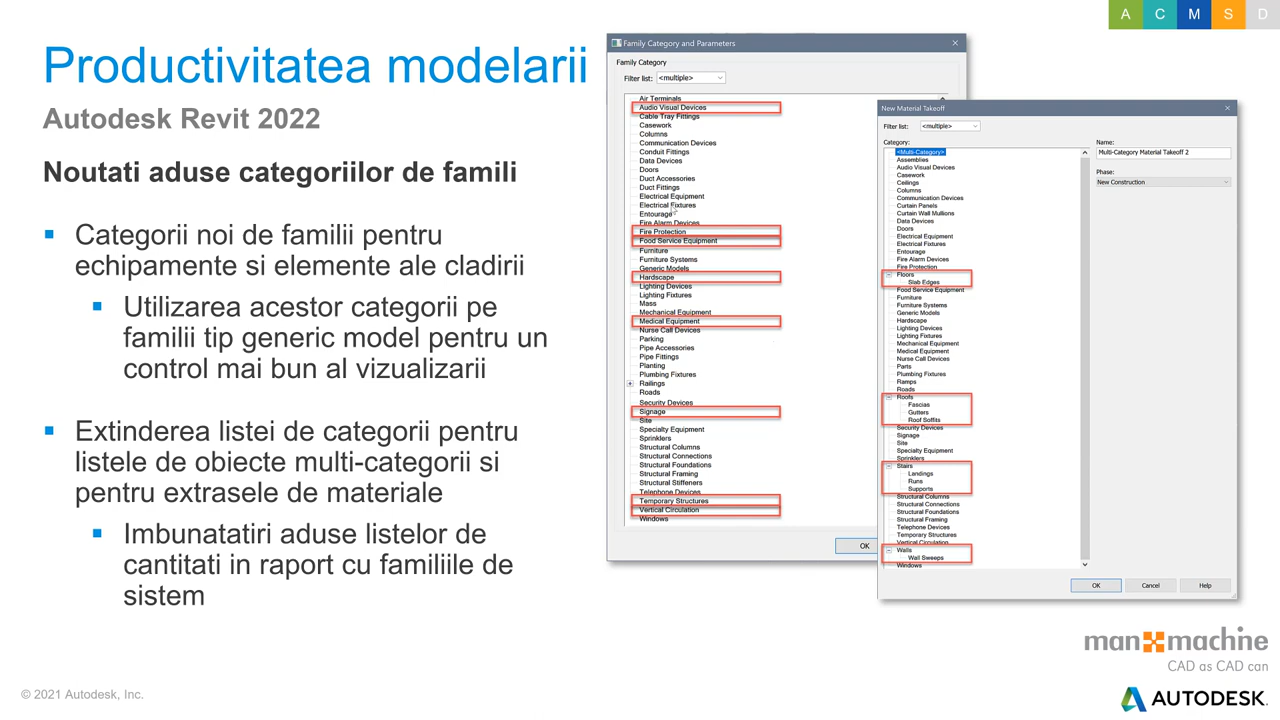 A C M S D
Productivitatea modelarii
Autodesk Revit 2022
Noutati aduse categoriilor de famili
Categorii noi de familii pentru
echipamente si elemente ale cladirii
Utilizarea acestor categorii pe
familii tip generic model pentru un
control mai bun al vizualizarii
Extinderea listei de categorii pentru
listele de obiecte multi-categorii si
pentru extrasele de materiale
Imbunatatiri aduse listelor de
cantitati in raport cu familiile de
sistem
Family Category and Parameters
Family Category
Filter list: <multiple>
Air Terminals
Audio Visual Devices
Cable Tray Fittings
Casework
Columns
Communication Devices
Conduit Fittings
Data Devices
Doors
Duct Accessories
Duct Fittings
Electrical Equipment
Electrical Fixtures
Entourage
Fire Alarm Devices
Fire Protection
Food Service Equipment
Furniture
Furniture Systems
Generic Models
Hardscape
Lighting Devices
Lighting Fixtures
Mass
Mechanical Equipment
Medical Equipment
Nurse Call Devices
Parking
Pipe Accessories
Pipe Fittings
Planting
Plumbing Fixtures
Railings
Roads
Security Devices
Signage
Site
Specialty Equipment
Sprinklers
Structural Columns
Structural Connections
Structural Foundations
Structural Framing
Structural Stiffeners
Telephone Devices
Temporary Structures
Vertical Circulation
Windows
OK
New Material Takeoff
Filter list: <multiple>
Category:
<Multi-Category>
Assemblies
Audio Visual Devices
Casework
Ceilings
Columns
Communication Devices
Curtain Panels
Curtain Wall Mullions
Data Devices
Doors
Electrical Equipment
Electrical Fixtures
Entourage
Fire Alarm Devices
Fire Protection
Floors
Slab Edges
Food Service Equipment
Furniture
Furniture Systems
Generic Models
Hardscape
Lighting Devices
Lighting Fixtures
Mechanical Equipment
Medical Equipment
Nurse Call Devices
Parts
Plumbing Fixtures
Ramps
Roads
Roofs
Fascias
Gutters
Roof Soffits
Security Devices
Signage
Site
Specialty Equipment
Sprinklers
Stairs
Landings
Runs
Supports
Structural Columns
Structural Connections
Structural Foundations
Structural Framing
Telephone Devices
Temporary Structures
Vertical Circulation
Walls
Wall Sweeps
Windows
Name:
Multi-Category Material Takeoff 2
Phase:
New Construction
OK Cancel Help
man machine
CAD as CAD can
© 2021 Autodesk, Inc.
AUTODESK.